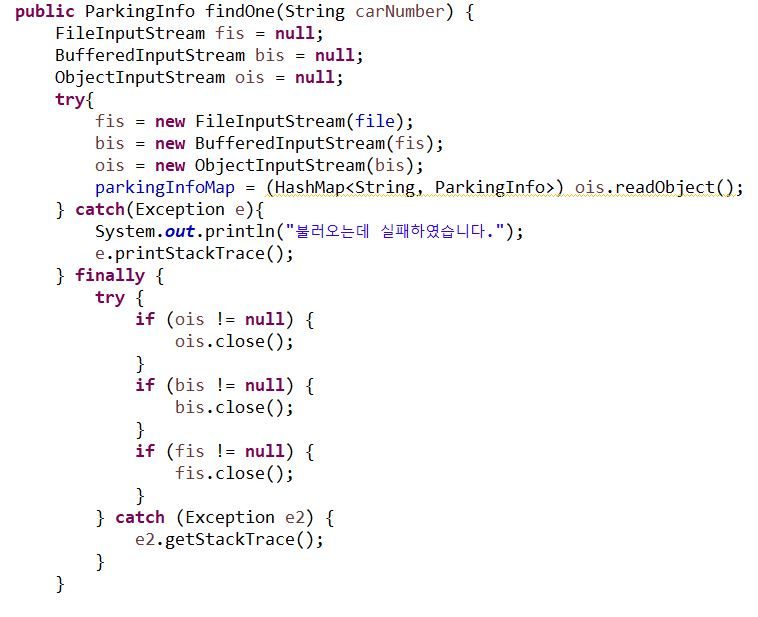 public ParkingInfo findOne(String carNumber) {
    FileInputStream fis = null;
    BufferedInputStream bis = null;
    ObjectInputStream ois = null;
    try{
        fis = new FileInputStream(file);
        bis = new BufferedInputStream(fis);
        ois = new ObjectInputStream(bis);
        parkingInfoMap = (HashMap<String, ParkingInfo>) ois.readObject();
    } catch(Exception e){
        System.out.println("불러오는데 실패하였습니다.");
        e.printStackTrace();
    } finally {
        try {
            if (ois != null) {
                ois.close();
            }
            if (bis != null) {
                bis.close();
            }
            if (fis != null) {
                fis.close();
            }
        } catch (Exception e2) {
            e2.getStackTrace();
        }
    }